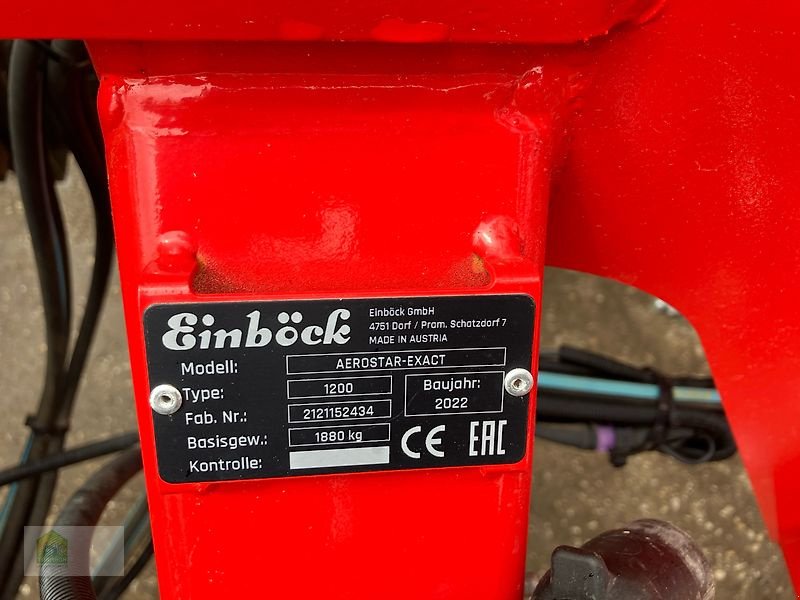 Einböck
Einböck GmbH
4751 Dorf / Pram, Schatzdorf 7
MADE IN AUSTRIA
Modell: AEROSTAR-EXACT
Type: 1200
Baujahr: 2022
Fab. Nr.: 2121152434
Basisgew.: 1880 kg
Kontrolle:
CE EAC